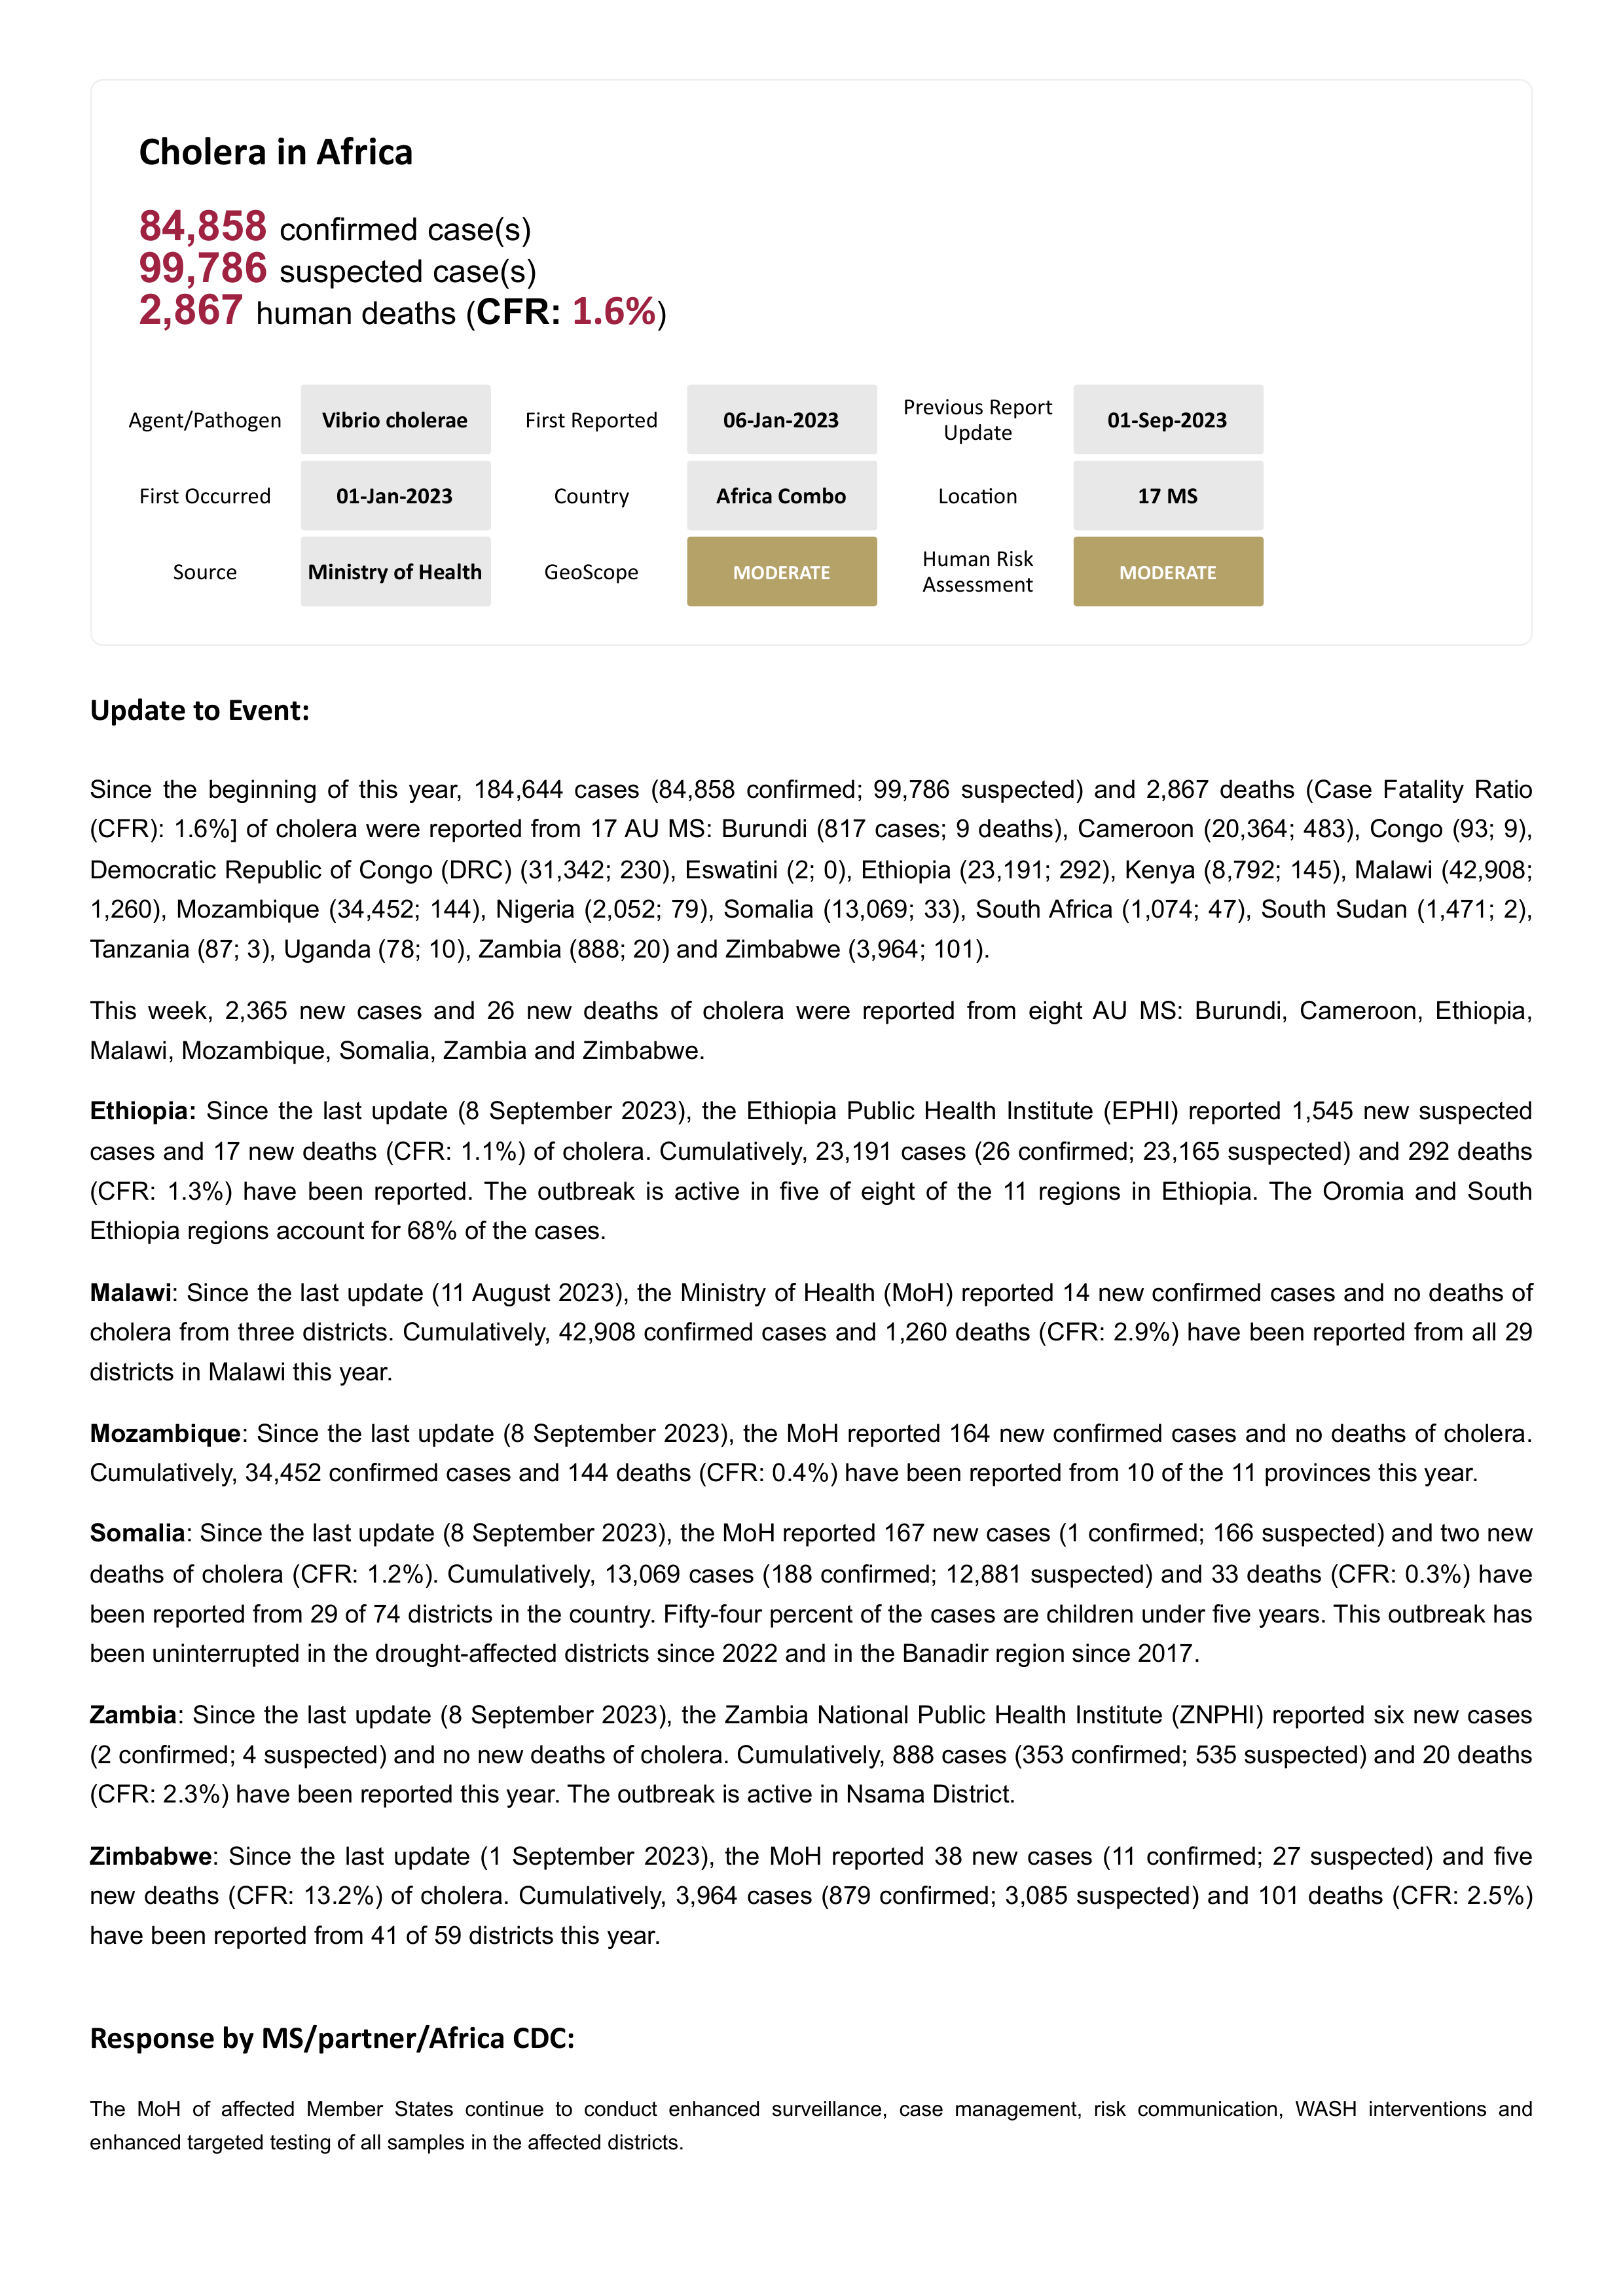 Cholera in Africa
84,858 confirmed case(s)
99,786 suspected case(s)
2,867 human deaths (CFR: 1.6%)
Agent/Pathogen Vibrio cholerae First Reported 06-Jan-2023 Previous Report Update 01-Sep-2023
First Occurred 01-Jan-2023 Country Africa Combo Location 17 MS
Source Ministry of Health GeoScope MODERATE Human Risk Assessment MODERATE
Update to Event:
Since the beginning of this year, 184,644 cases (84,858 confirmed; 99,786 suspected) and 2,867 deaths (Case Fatality Ratio
(CFR): 1.6%] of cholera were reported from 17 AU MS: Burundi (817 cases; 9 deaths), Cameroon (20,364; 483), Congo (93; 9),
Democratic Republic of Congo (DRC) (31,342; 230), Eswatini (2; 0), Ethiopia (23,191; 292), Kenya (8,792; 145), Malawi (42,908;
1,260), Mozambique (34,452; 144), Nigeria (2,052; 79), Somalia (13,069; 33), South Africa (1,074; 47), South Sudan (1,471; 2),
Tanzania (87; 3), Uganda (78; 10), Zambia (888; 20) and Zimbabwe (3,964; 101).
This week, 2,365 new cases and 26 new deaths of cholera were reported from eight AU MS: Burundi, Cameroon, Ethiopia,
Malawi, Mozambique, Somalia, Zambia and Zimbabwe.
Ethiopia: Since the last update (8 September 2023), the Ethiopia Public Health Institute (EPHI) reported 1,545 new suspected
cases and 17 new deaths (CFR: 1.1%) of cholera. Cumulatively, 23,191 cases (26 confirmed; 23,165 suspected) and 292 deaths
(CFR: 1.3%) have been reported. The outbreak is active in five of eight of the 11 regions in Ethiopia. The Oromia and South
Ethiopia regions account for 68% of the cases.
Malawi: Since the last update (11 August 2023), the Ministry of Health (MoH) reported 14 new confirmed cases and no deaths of
cholera from three districts. Cumulatively, 42,908 confirmed cases and 1,260 deaths (CFR: 2.9%) have been reported from all 29
districts in Malawi this year.
Mozambique: Since the last update (8 September 2023), the MoH reported 164 new confirmed cases and no deaths of cholera.
Cumulatively, 34,452 confirmed cases and 144 deaths (CFR: 0.4%) have been reported from 10 of the 11 provinces this year.
Somalia: Since the last update (8 September 2023), the MoH reported 167 new cases (1 confirmed; 166 suspected) and two new
deaths of cholera (CFR: 1.2%). Cumulatively, 13,069 cases (188 confirmed; 12,881 suspected) and 33 deaths (CFR: 0.3%) have
been reported from 29 of 74 districts in the country. Fifty-four percent of the cases are children under five years. This outbreak has
been uninterrupted in the drought-affected districts since 2022 and in the Banadir region since 2017.
Zambia: Since the last update (8 September 2023), the Zambia National Public Health Institute (ZNPHI) reported six new cases
(2 confirmed; 4 suspected) and no new deaths of cholera. Cumulatively, 888 cases (353 confirmed; 535 suspected) and 20 deaths
(CFR: 2.3%) have been reported this year. The outbreak is active in Nsama District.
Zimbabwe: Since the last update (1 September 2023), the MoH reported 38 new cases (11 confirmed; 27 suspected) and five
new deaths (CFR: 13.2%) of cholera. Cumulatively, 3,964 cases (879 confirmed; 3,085 suspected) and 101 deaths (CFR: 2.5%)
have been reported from 41 of 59 districts this year.
Response by MS/partner/Africa CDC:
The MoH of affected Member States continue to conduct enhanced surveillance, case management, risk communication, WASH interventions and
enhanced targeted testing of all samples in the affected districts.